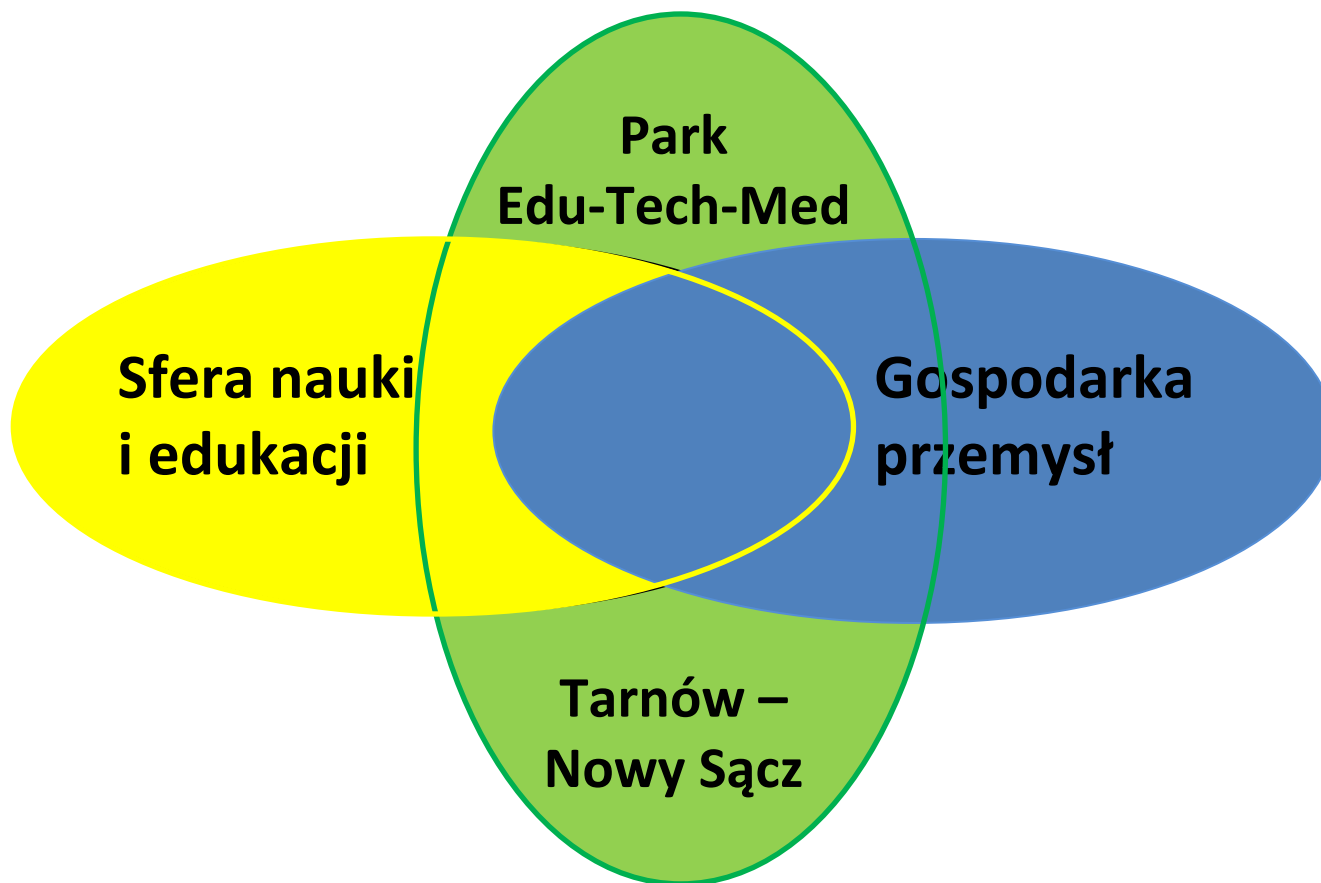 Park
Edu-Tech-Med
Sfera nauki
i edukacji
Gospodarka
przemysł
Tarnów –
Nowy Sącz